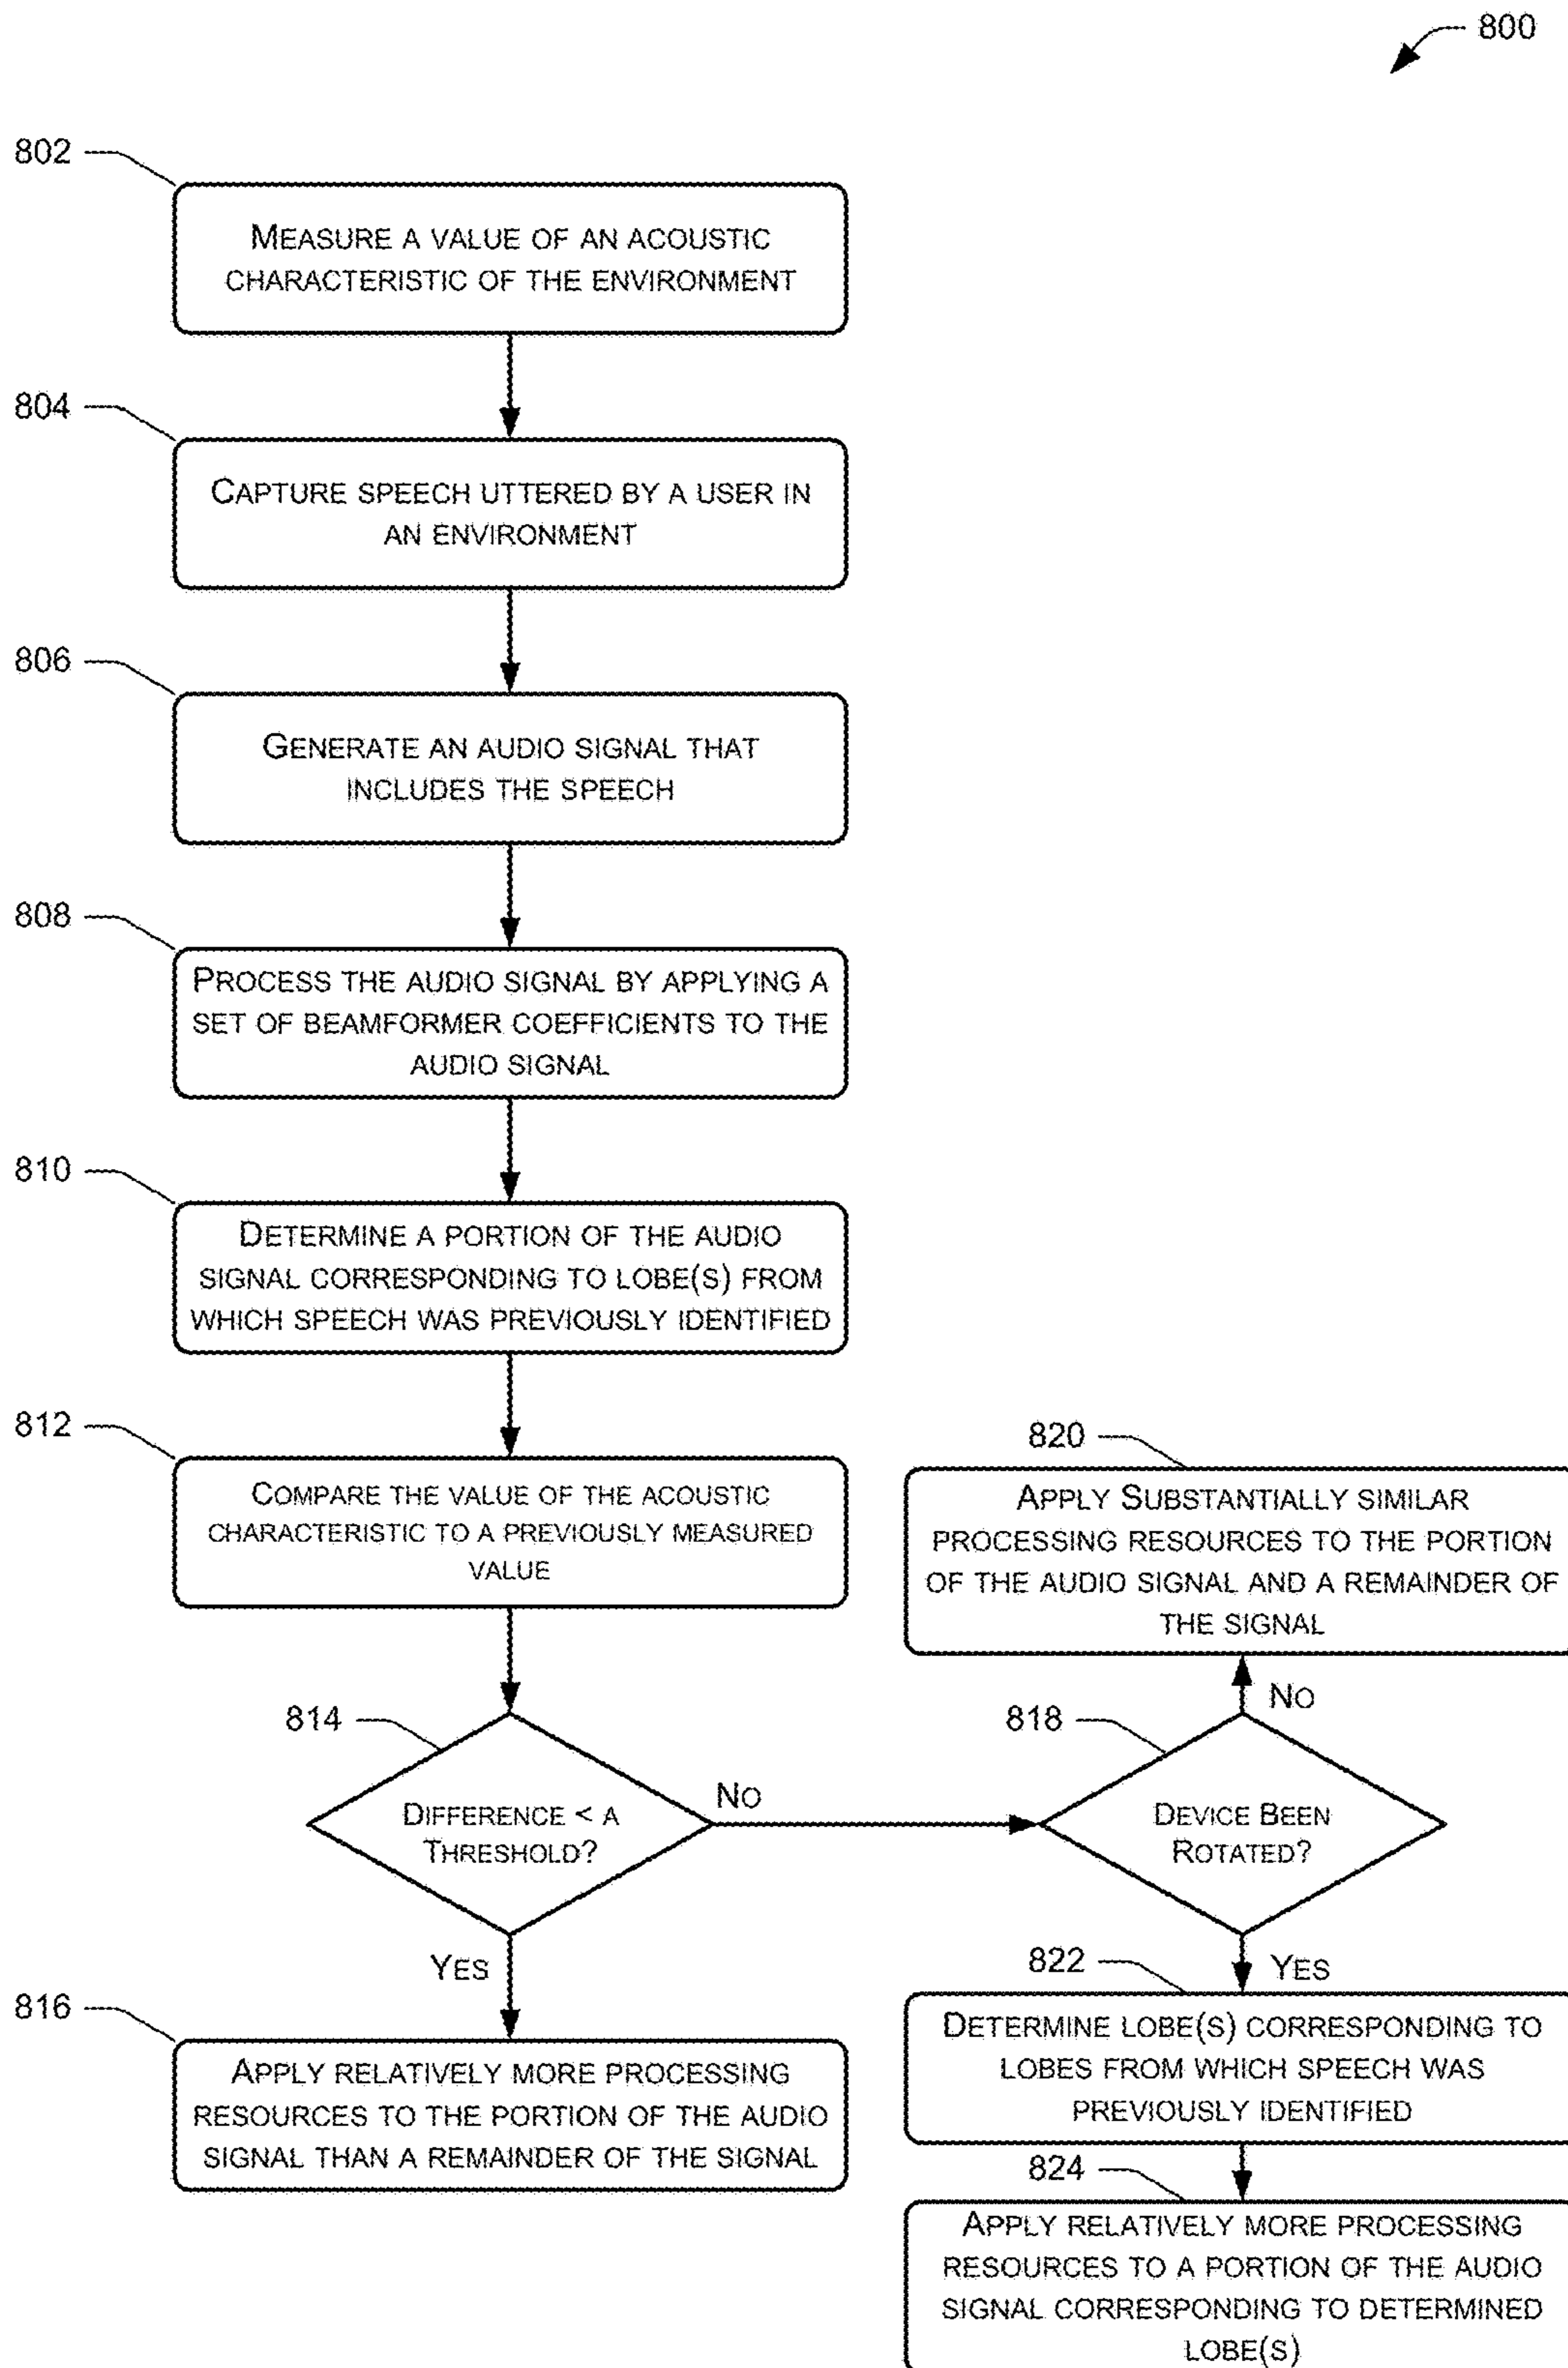 800
802
MEASURE A VALUE OF AN ACOUSTIC
CHARACTERISTIC OF THE ENVIRONMENT
804
CAPTURE SPEECH UTTERED BY A USER IN
AN ENVIRONMENT
806
GENERATE AN AUDIO SIGNAL THAT
INCLUDES THE SPEECH
808
PROCESS THE AUDIO SIGNAL BY APPLYING A
SET OF BEAMFORMER COEFFICIENTS TO THE
AUDIO SIGNAL
810
DETERMINE A PORTION OF THE AUDIO
SIGNAL CORRESPONDING TO LOBE(S) FROM
WHICH SPEECH WAS PREVIOUSLY IDENTIFIED
812
COMPARE THE VALUE OF THE ACOUSTIC
CHARACTERISTIC TO A PREVIOUSLY MEASURED
VALUE
814
DIFFERENCE < A
THRESHOLD?
NO
YES
816
APPLY RELATIVELY MORE PROCESSING
RESOURCES TO THE PORTION OF THE AUDIO
SIGNAL THAN A REMAINDER OF THE SIGNAL
820
APPLY SUBSTANTIALLY SIMILAR
PROCESSING RESOURCES TO THE PORTION
OF THE AUDIO SIGNAL AND A REMAINDER OF
THE SIGNAL
NO
818
DEVICE BEEN
ROTATED?
YES
822
DETERMINE LOBE(S) CORRESPONDING TO
LOBES FROM WHICH SPEECH WAS
PREVIOUSLY IDENTIFIED
824
APPLY RELATIVELY MORE PROCESSING
RESOURCES TO A PORTION OF THE AUDIO
SIGNAL CORRESPONDING TO DETERMINED
LOBE(S)